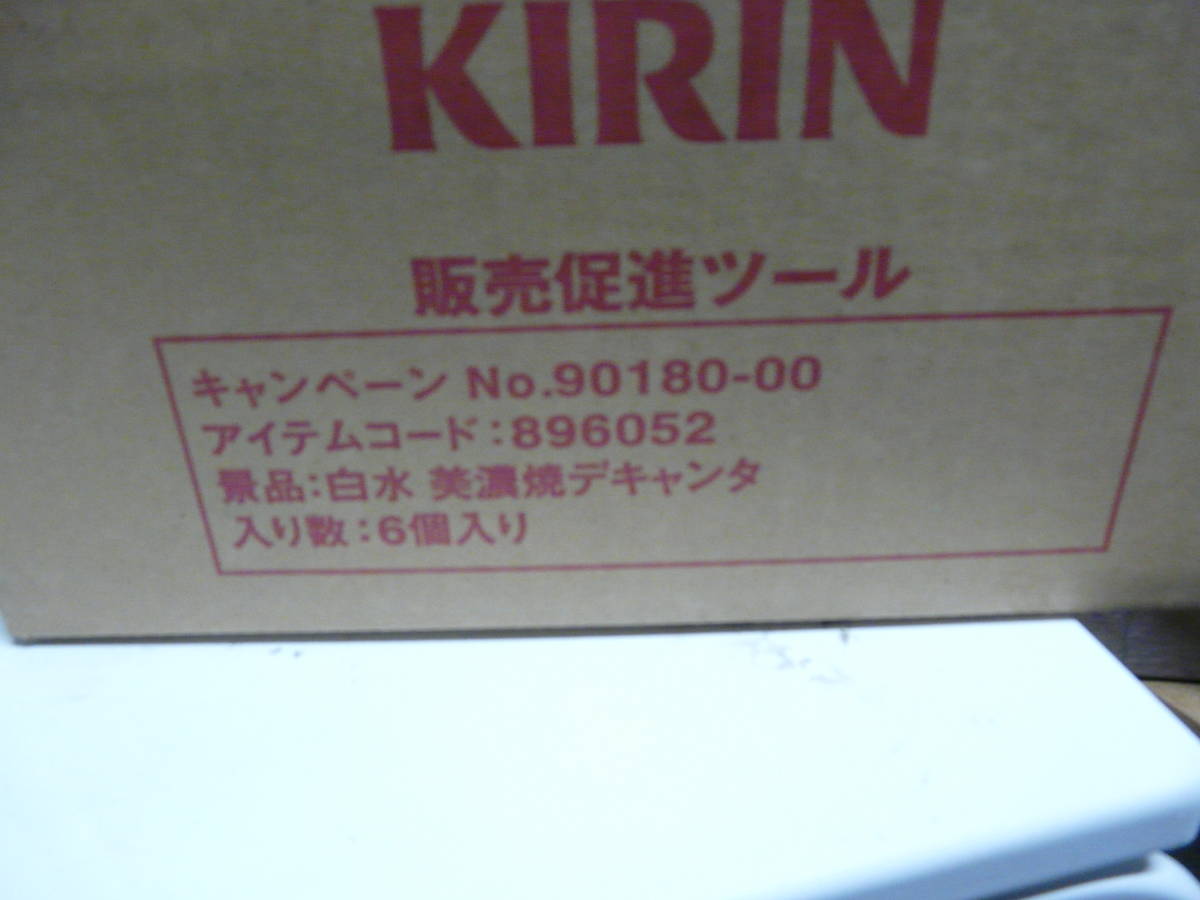 KIRIN
販売促進ツール
キャンペーン No.90180-00
アイテムコード:896052
景品:白水 美濃焼デキャンタ
入り数:6個入り